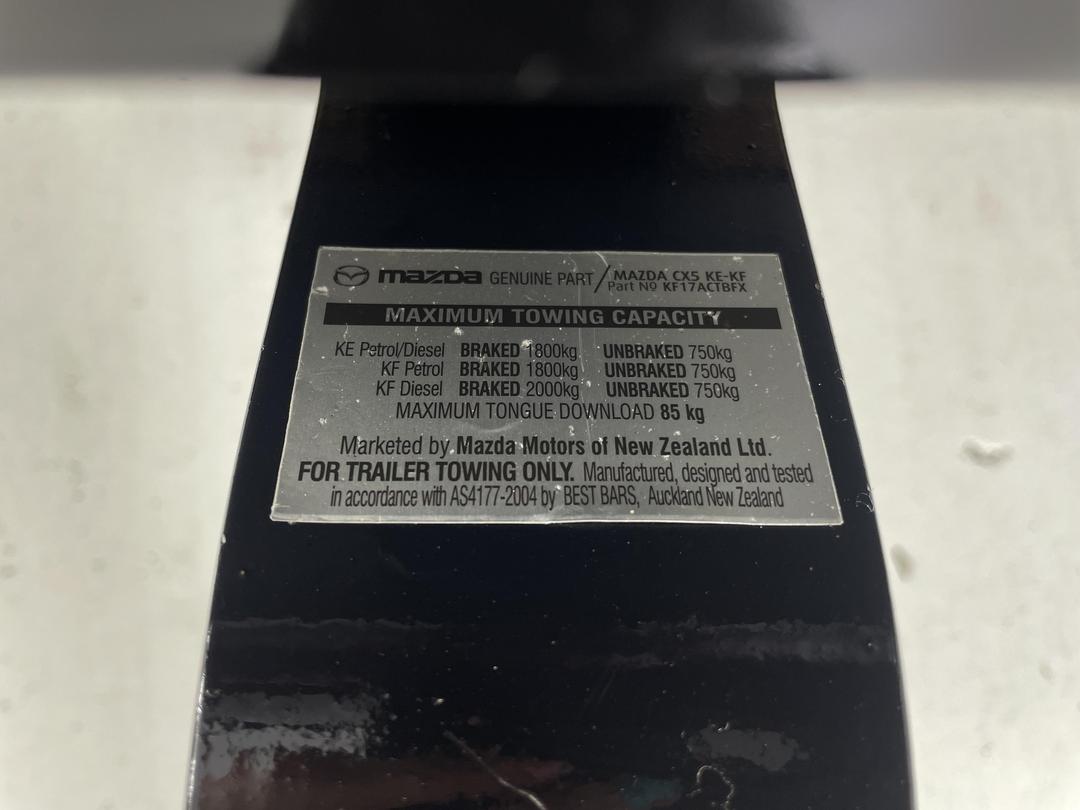 mazda GENUINE PART / MAZDA CX5 KE-KF
Part No KF17ACTBFX
MAXIMUM TOWING CAPACITY
KE Petrol/Diesel BRAKED 1800kg UNBRAKED 750kg
KF Petrol BRAKED 1800kg UNBRAKED 750kg
KF Diesel BRAKED 2000kg UNBRAKED 750kg
MAXIMUM TONGUE DOWNLOAD 85 kg
Marketed by Mazda Motors of New Zealand Ltd.
FOR TRAILER TOWING ONLY. Manufactured, designed and tested
in accordance with AS4177-2004 by BEST BARS, Auckland New Zealand